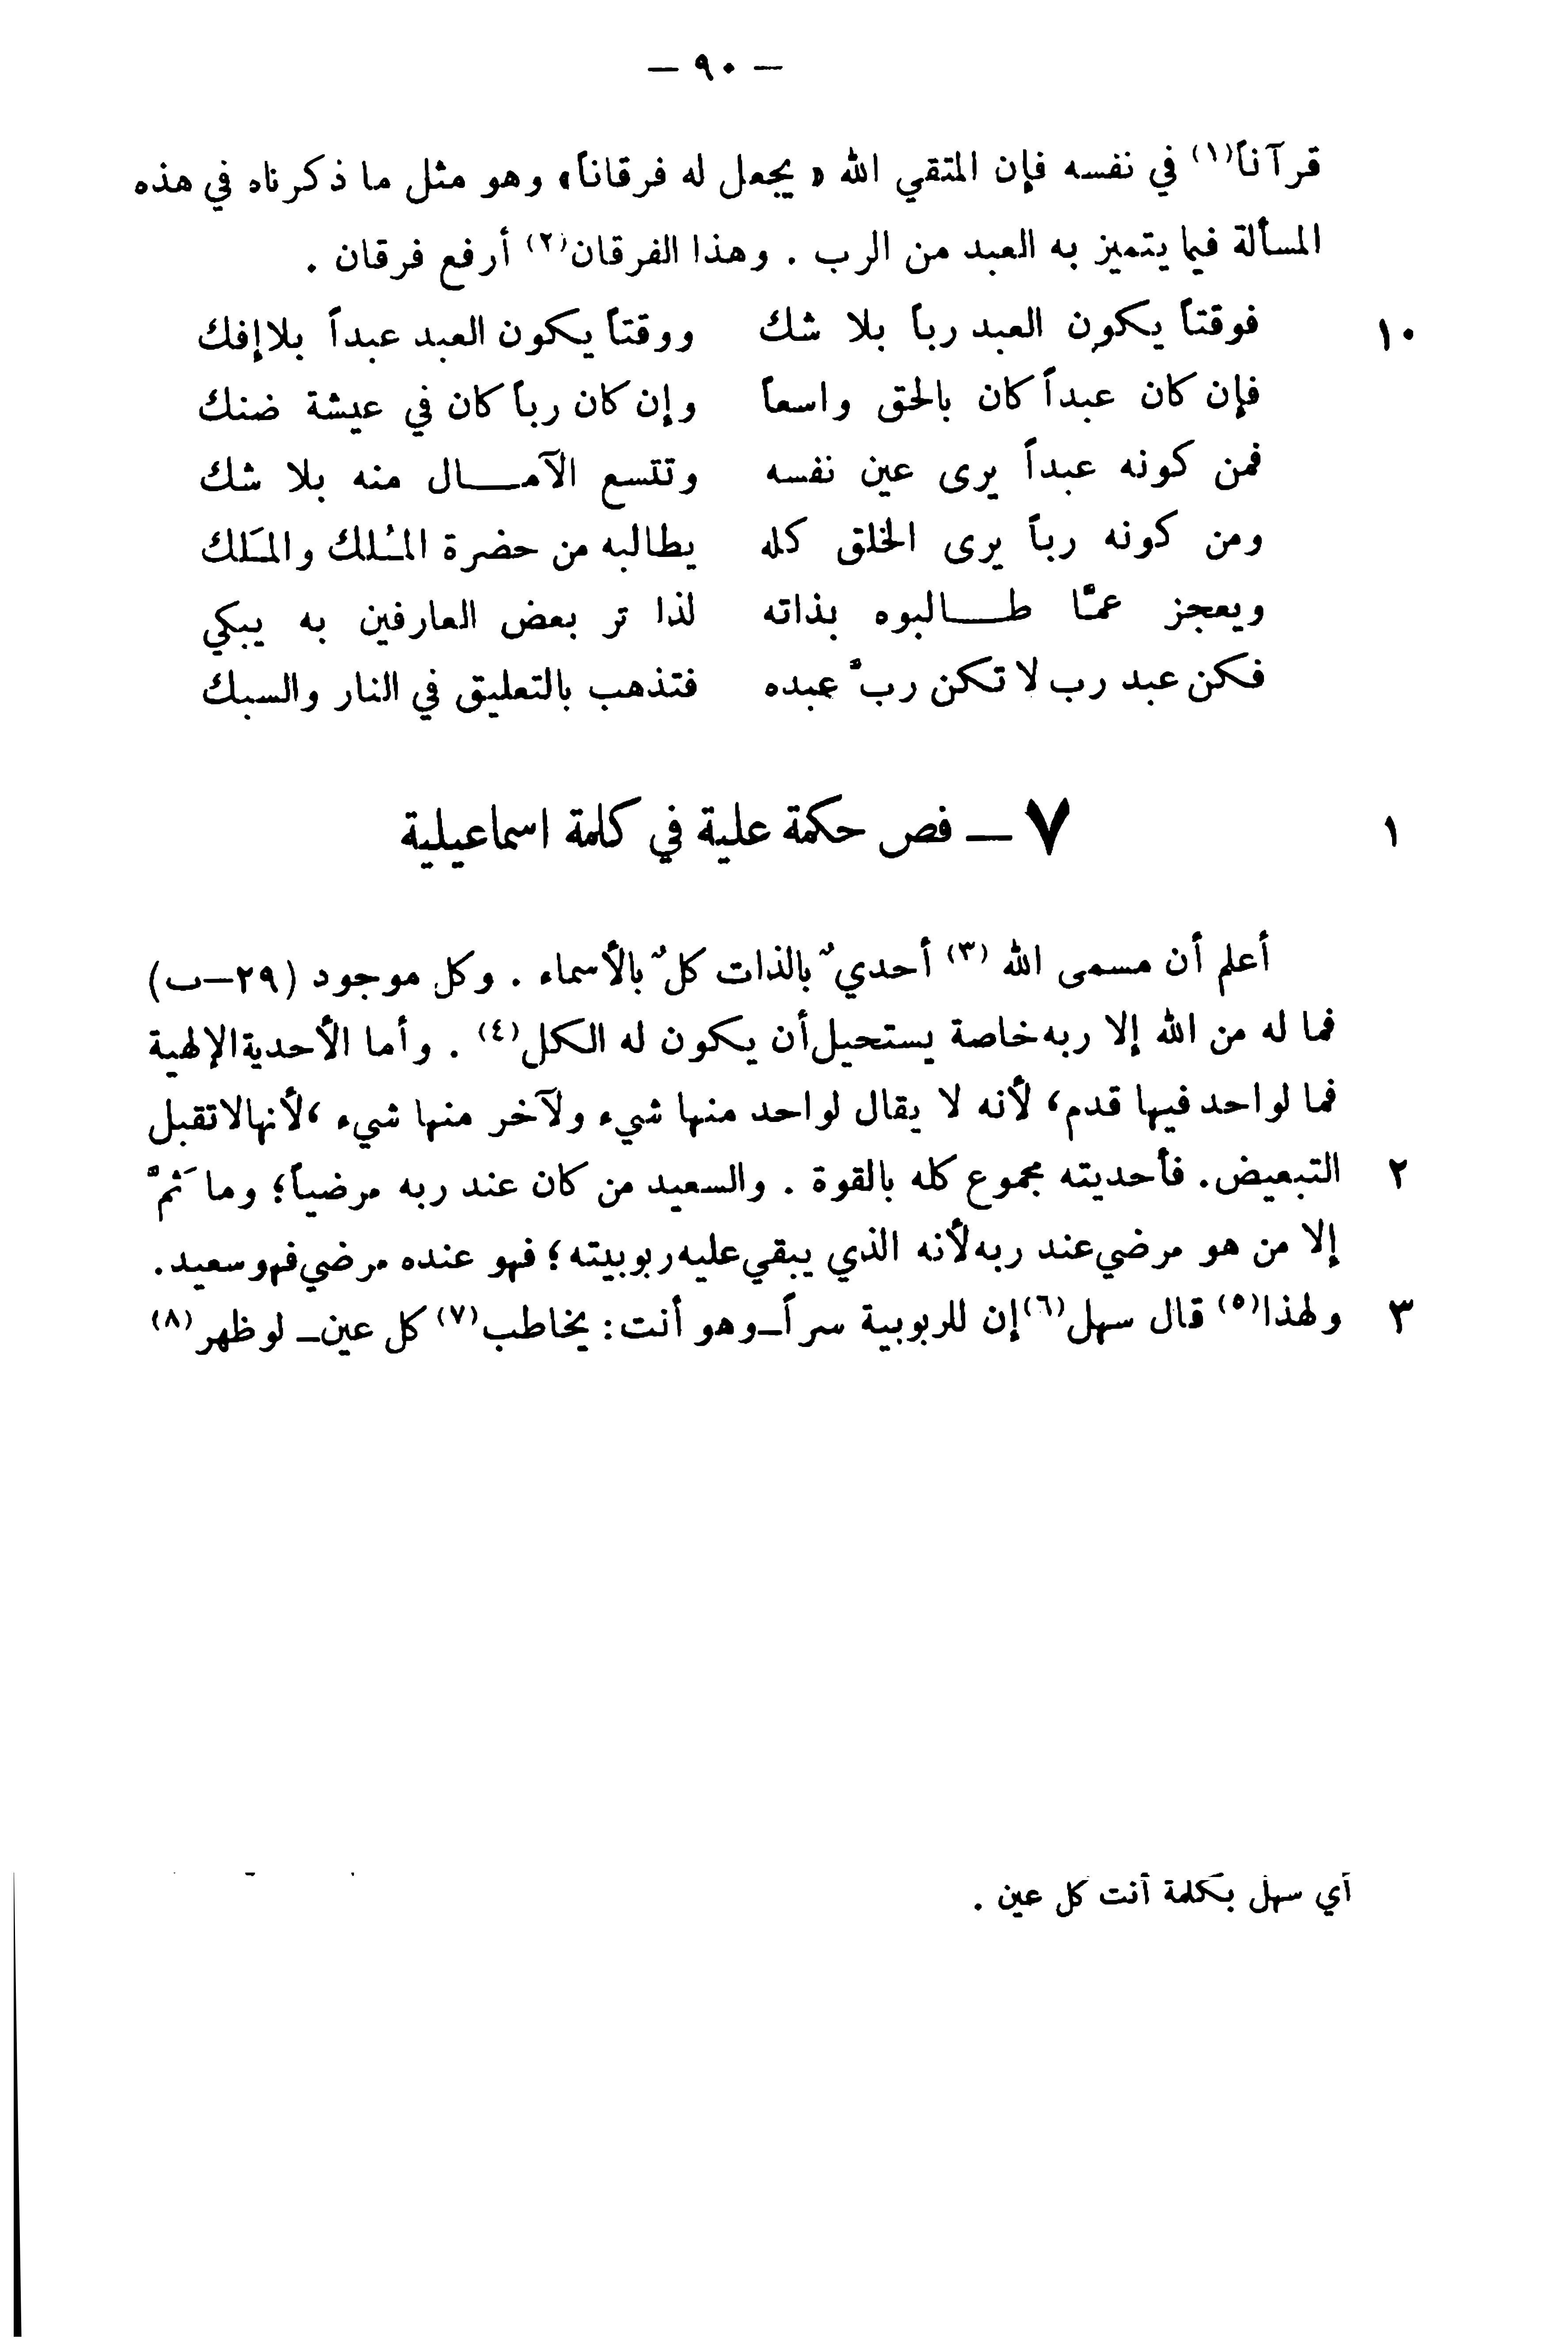 — ٩٠ —
قرآناً(١) في نفسه فإن المتقي الله « يجعل له فرقاناً» وهو مثل ما ذكرناه في هذه
المسألة فيما يتميز به العبد من الرب . وهذا الفرقان(٢) أرفع فرقان .
١٠ فوقتاً يكون العبد رباً بلا شك ووقتاً يكون العبد عبداً بلا إفك
فإن كان عبداً كان بالحق واسعاً وإن كان رباً كان في عيشة ضنك
فمن كونه عبداً يرى عين نفسه وتتسع الآمـــال منه بلا شك
ومن كونه رباً يرى الخلق كله يطالبه من حضرة المُلك والمَلك
ويعجز عمَّا طـــالبوه بذاته لذا تر بعض العارفين به يبكي
فكن عبد رب لا تكن ربَّ عبده فتذهب بالتعليق في النار والسبك
١ ٧ — فص حكمة علية في كلمة اسماعيلية
أعلم أن مسمى الله (٣) أحديٌّ بالذات كلٌّ بالأسماء . وكل موجود (٢٩–ب)
فما له من الله إلا ربه خاصة يستحيل أن يكون له الكل(٤) . وأما الأحدية الإلهية
فما لواحد فيها قدم، لأنه لا يقال لواحد منها شيء ولآخر منها شيء ، لأنها لا تقبل
٢ التبعيض. فأحديته مجموع كله بالقوة . والسعيد من كان عند ربه مرضياً؛ وما ثَمَّ
إلا من هو مرضي عند ربه لأنه الذي يبقي عليه ربوبيته؛ فهو عنده مرضي فهو سعيد.
٣ ولهذا(٥) قال سهل(٦) إن للربوبية سراً – وهو أنت: يخاطب(٧) كل عين – لو ظهر(٨)
أي سهل بكلمة أنت كل عين .